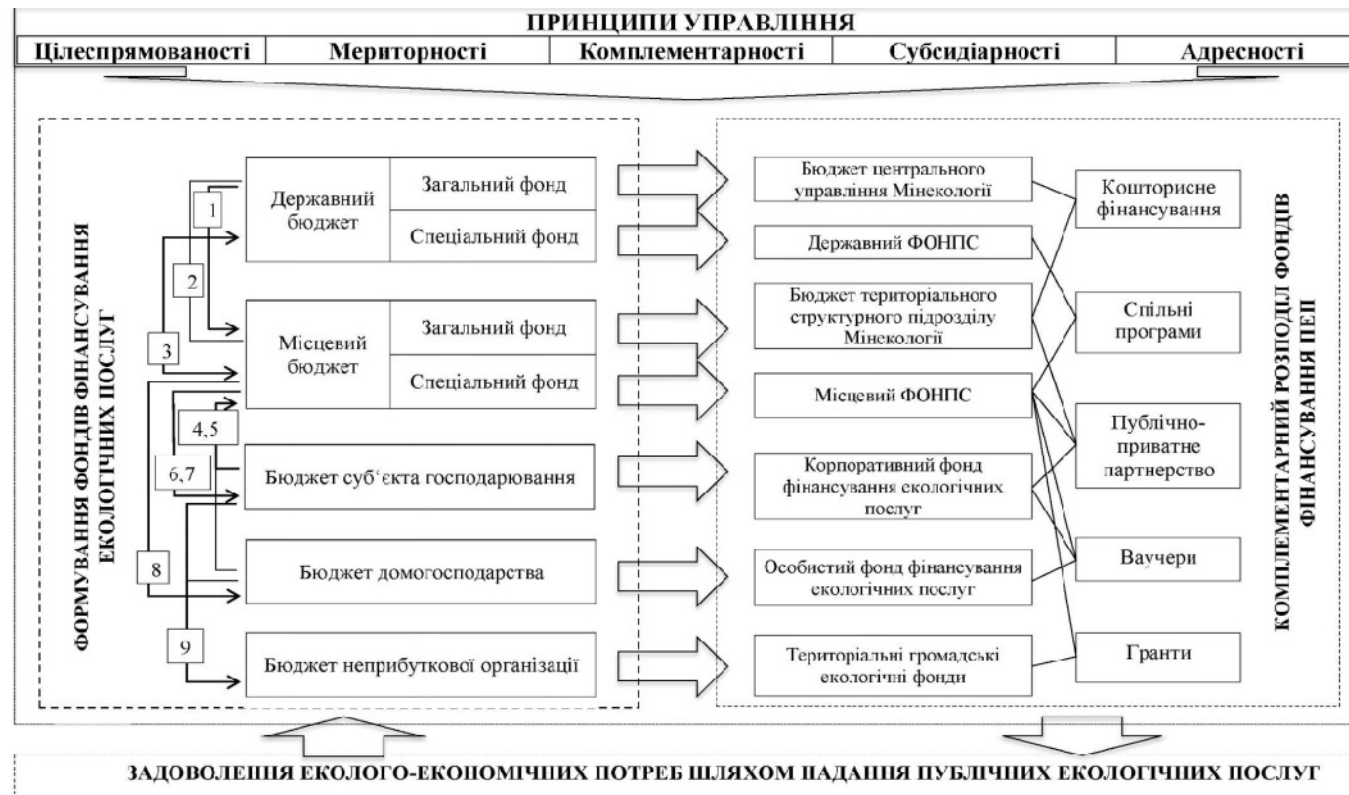 ПРИНЦИПИ УПРАВЛІННЯ
Цілеспрямованості Мериторності Комплементарності Субсидіарності Адресності
ФОРМУВАННЯ ФОНДІВ ФІНАНСУВАННЯ
ЕКОЛОГІЧНИХ ПОСЛУГ
1
2
3
4,5
6,7
8
9
Державний
бюджет
Загальний фонд
Спеціальний фонд
Місцевий
бюджет
Загальний фонд
Спеціальний фонд
Бюджет суб‘єкта господарювання
Бюджет домогосподарства
Бюджет неприбуткової організації
Бюджет центрального
управління Мінекології
Державний ФОНПС
Бюджет територіального
структурного підрозділу
Мінекології
Місцевий ФОНПС
Корпоративний фонд
фінансування екологічних
послуг
Особистий фонд фінансування
екологічних послуг
Територіальні громадські
екологічні фонди
Кошторисне
фінансування
Спільні
програми
Публічно-
приватне
партнерство
Ваучери
Гранти
КОМПЛЕМЕНТАРНИЙ РОЗПОДІЛ ФОНДІВ
ФІНАНСУВАННЯ ПЕП
ЗАДОВОЛЕННЯ ЕКОЛОГО-ЕКОНОМІЧНИХ ПОТРЕБ ШЛЯХОМ НАДАННЯ ПУБЛІЧНИХ ЕКОЛОГІЧНИХ ПОСЛУГ